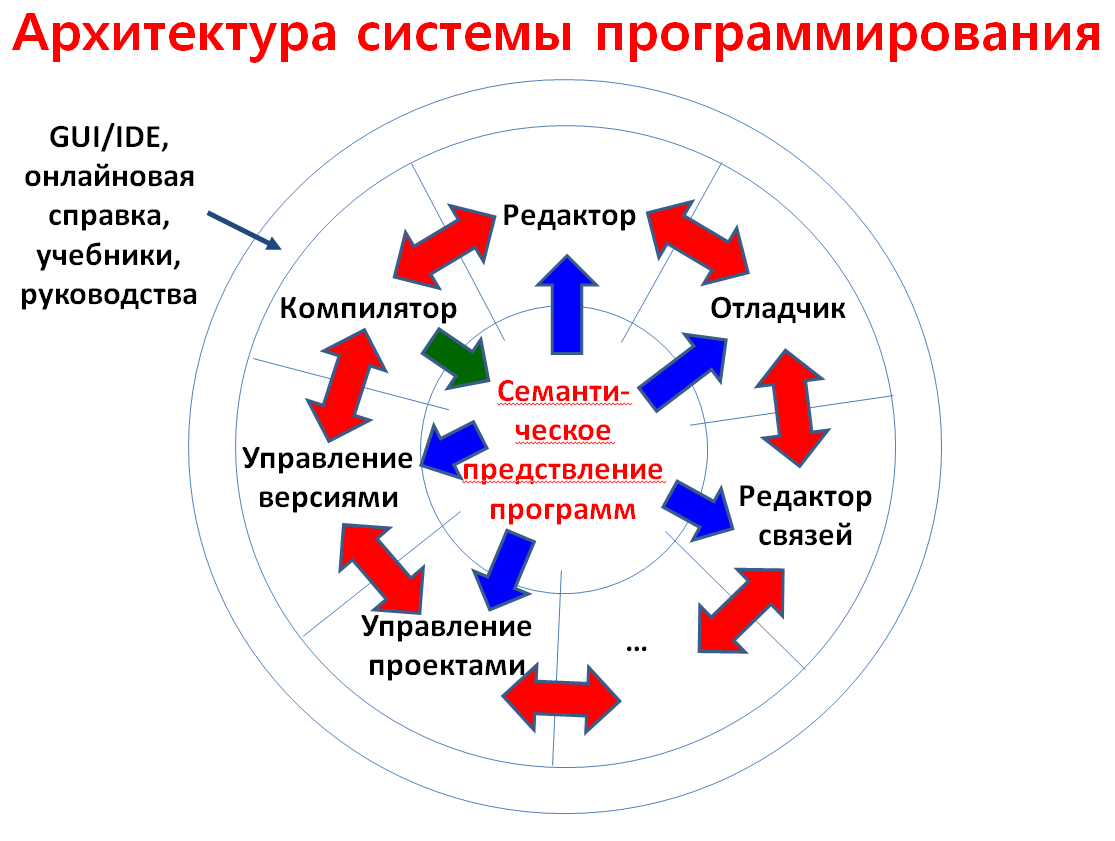 Архитектура системы программирования
GUI/IDE,
онлайновая
справка,
учебники,
руководства
Редактор
Компилятор
Отладчик
Семанти-
ческое
предствление
программ
Управление
версиями
Редактор
связей
Управление
проектами
...